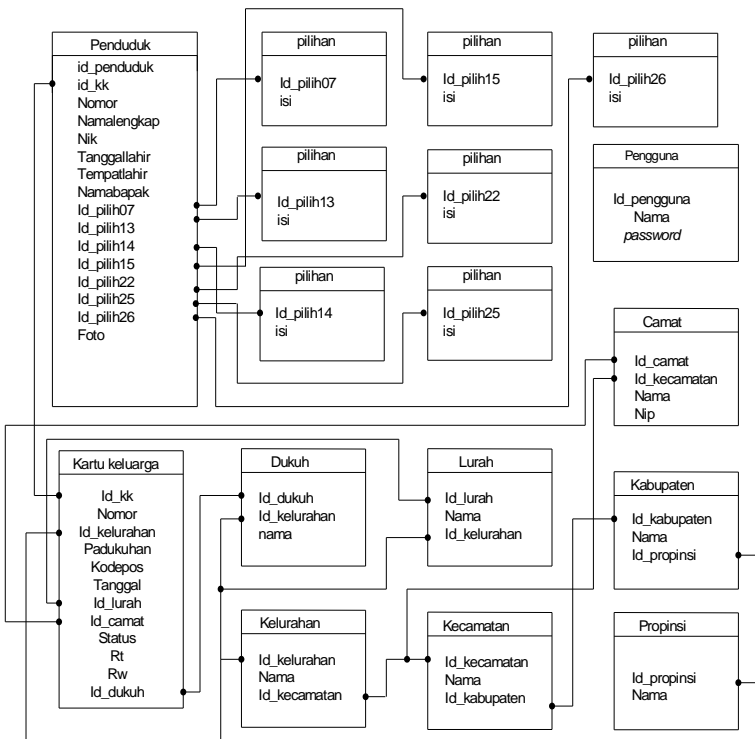 Penduduk
id_penduduk
id_kk
Nomor
Namalengkap
Nik
Tanggallahir
Tempatlahir
Namabapak
Id_pilih07
Id_pilih13
Id_pilih14
Id_pilih15
Id_pilih22
Id_pilih25
Id_pilih26
Foto
pilihan
Id_pilih07
isi
pilihan
Id_pilih15
isi
pilihan
Id_pilih26
isi
pilihan
Id_pilih13
isi
pilihan
Id_pilih22
isi
Pengguna
Id_pengguna
Nama
password
pilihan
Id_pilih14
isi
pilihan
Id_pilih25
isi
Camat
Id_camat
Id_kecamatan
Nama
Nip
Kartu keluarga
Id_kk
Nomor
Id_kelurahan
Padukuhan
Kodepos
Tanggal
Id_lurah
Id_camat
Status
Rt
Rw
Id_dukuh
Dukuh
Id_dukuh
Id_kelurahan
nama
Lurah
Id_lurah
Nama
Id_kelurahan
Kabupaten
Id_kabupaten
Nama
Id_propinsi
Kelurahan
Id_kelurahan
Nama
Id_kecamatan
Kecamatan
Id_kecamatan
Nama
Id_kabupaten
Propinsi
Id_propinsi
Nama